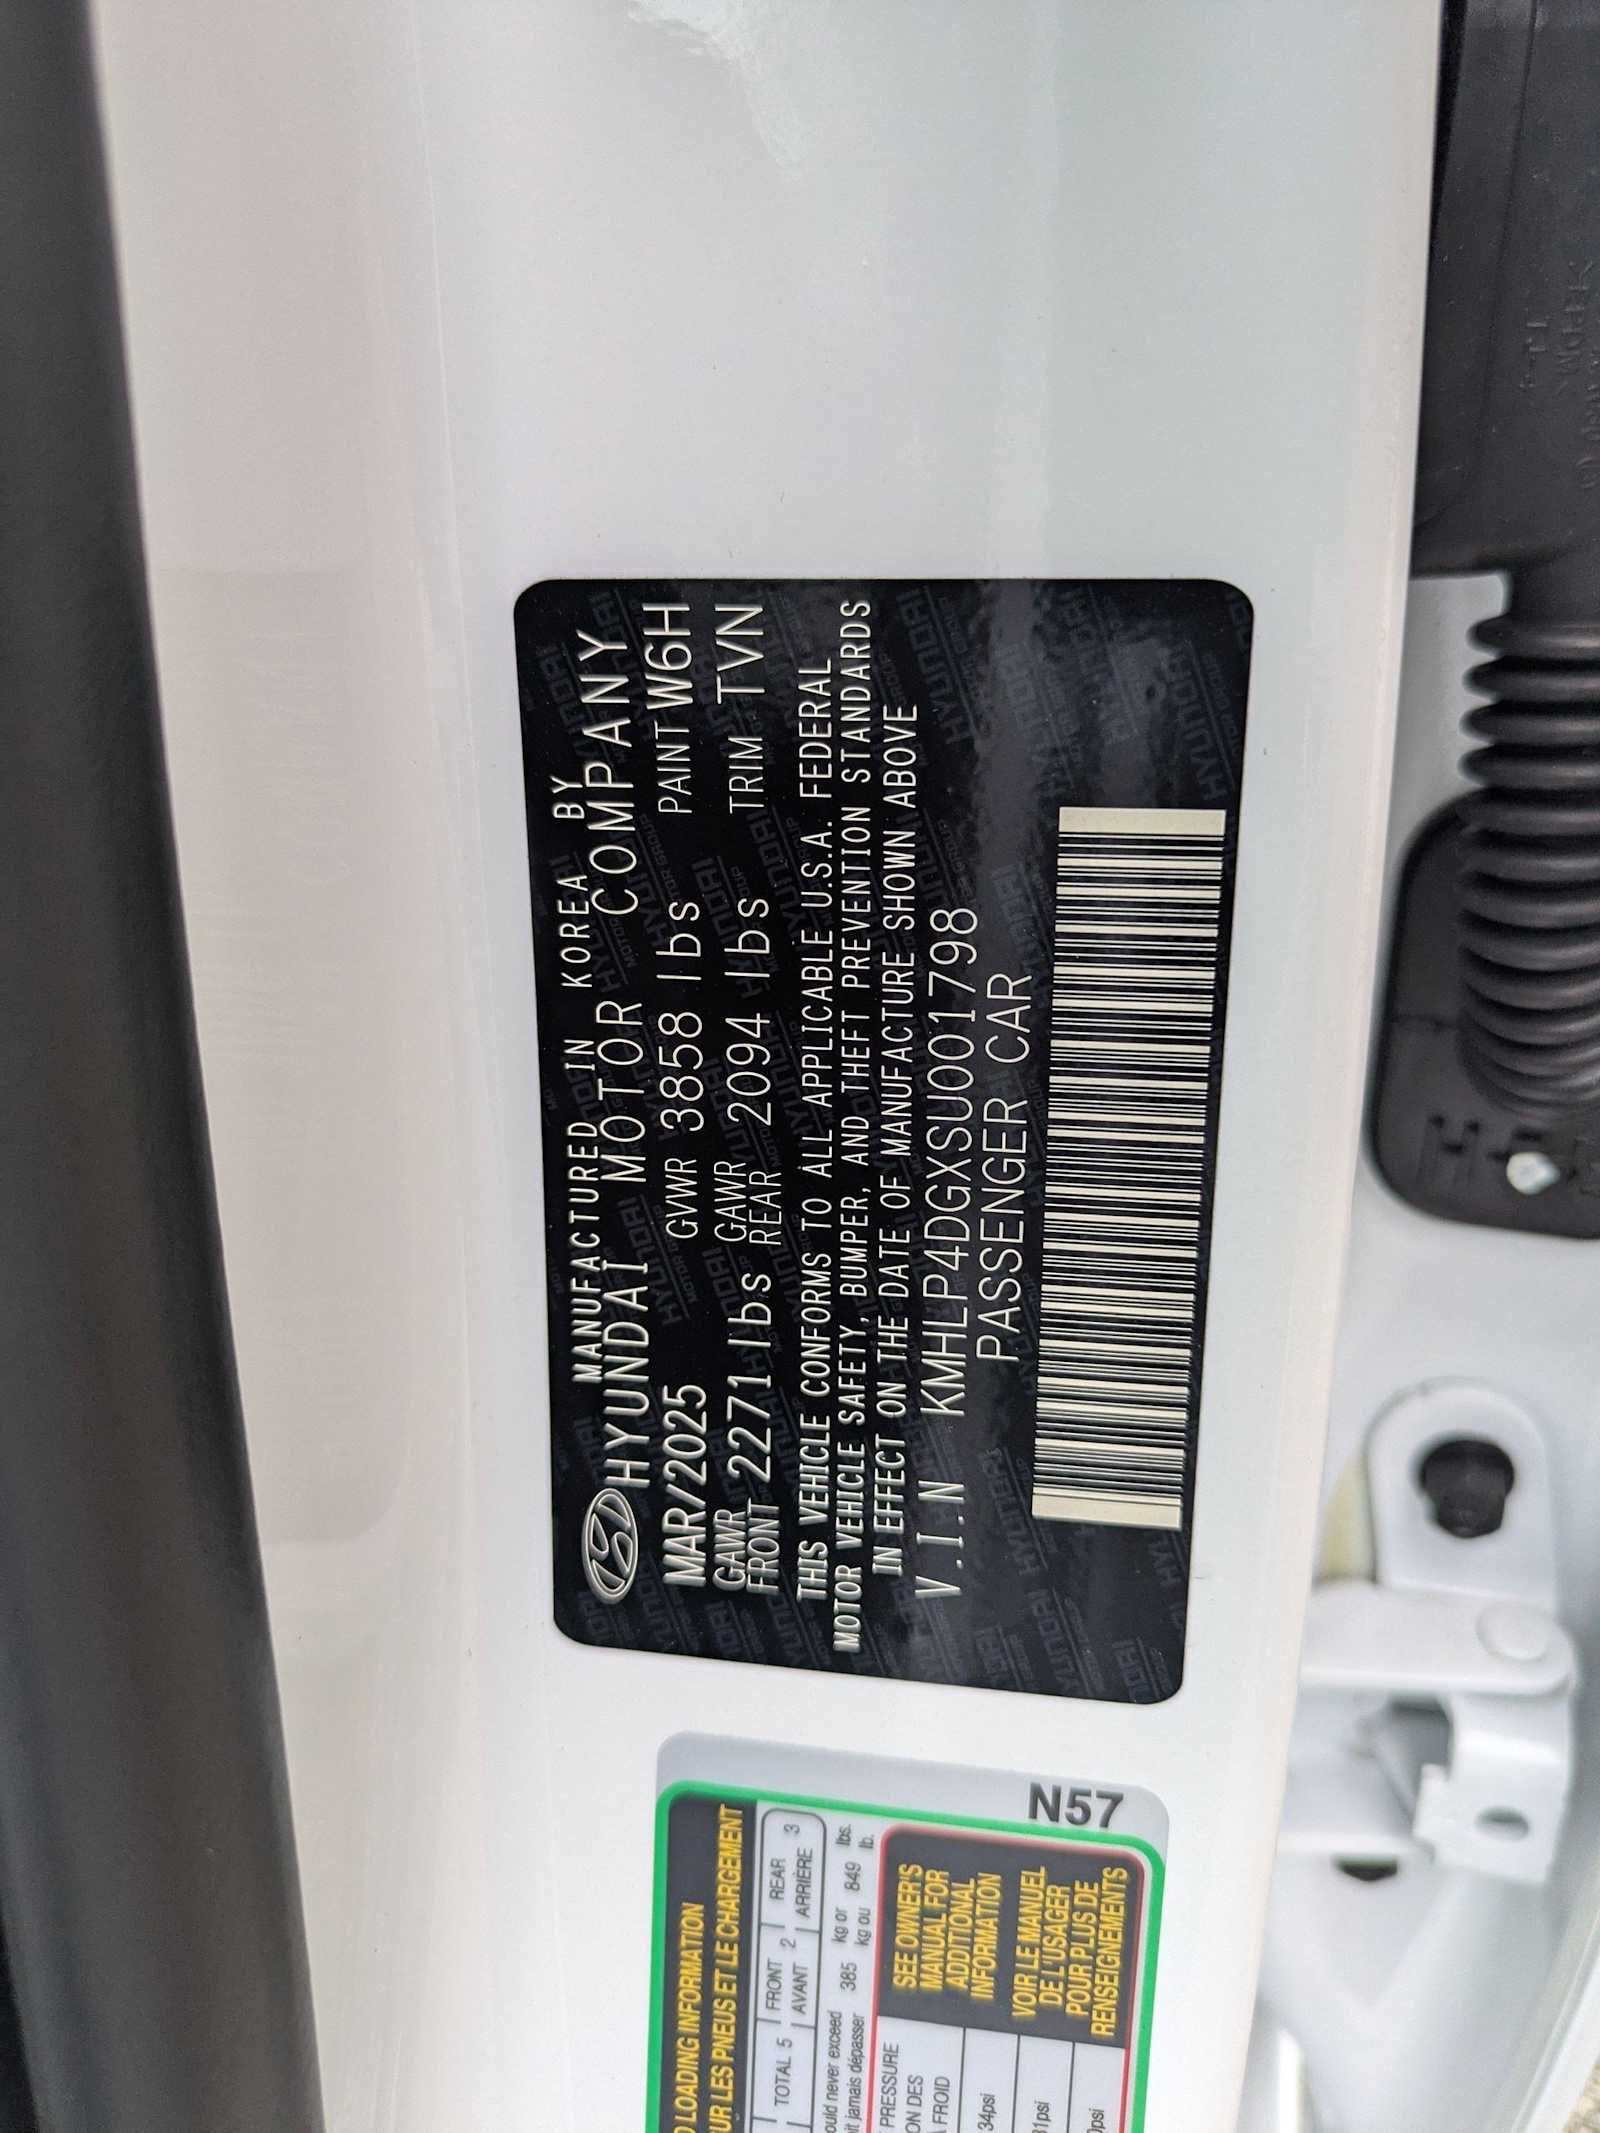 MANUFACTURED IN KOREA BY
HYUNDAI MOTOR COMPANY
MAR/2025 GVWR 3858 lbs PAINT W6H
GAWR FRONT 2271 lbs GAWR REAR 2094 lbs TRIM TVN
THIS VEHICLE CONFORMS TO ALL APPLICABLE U.S.A. FEDERAL
MOTOR VEHICLE SAFETY, BUMPER, AND THEFT PREVENTION STANDARDS
IN EFFECT ON THE DATE OF MANUFACTURE SHOWN ABOVE
V.I.N KMHLP4DGXSU001798
PASSENGER CAR
LOADING INFORMATION
LES PNEUS ET LE CHARGEMENT
TOTAL 5 FRONT AVANT 2 REAR ARRIÈRE 3
never exceed 385 kg or 849 lbs.
jamais dépasser kg ou lb.
PRESSURE
DES
FROID
34psi
SEE OWNER'S
MANUAL FOR
ADDITIONAL
INFORMATION
VOIR LE MANUEL
DE L'USAGER
POUR PLUS DE
RENSEIGNEMENTS
N57